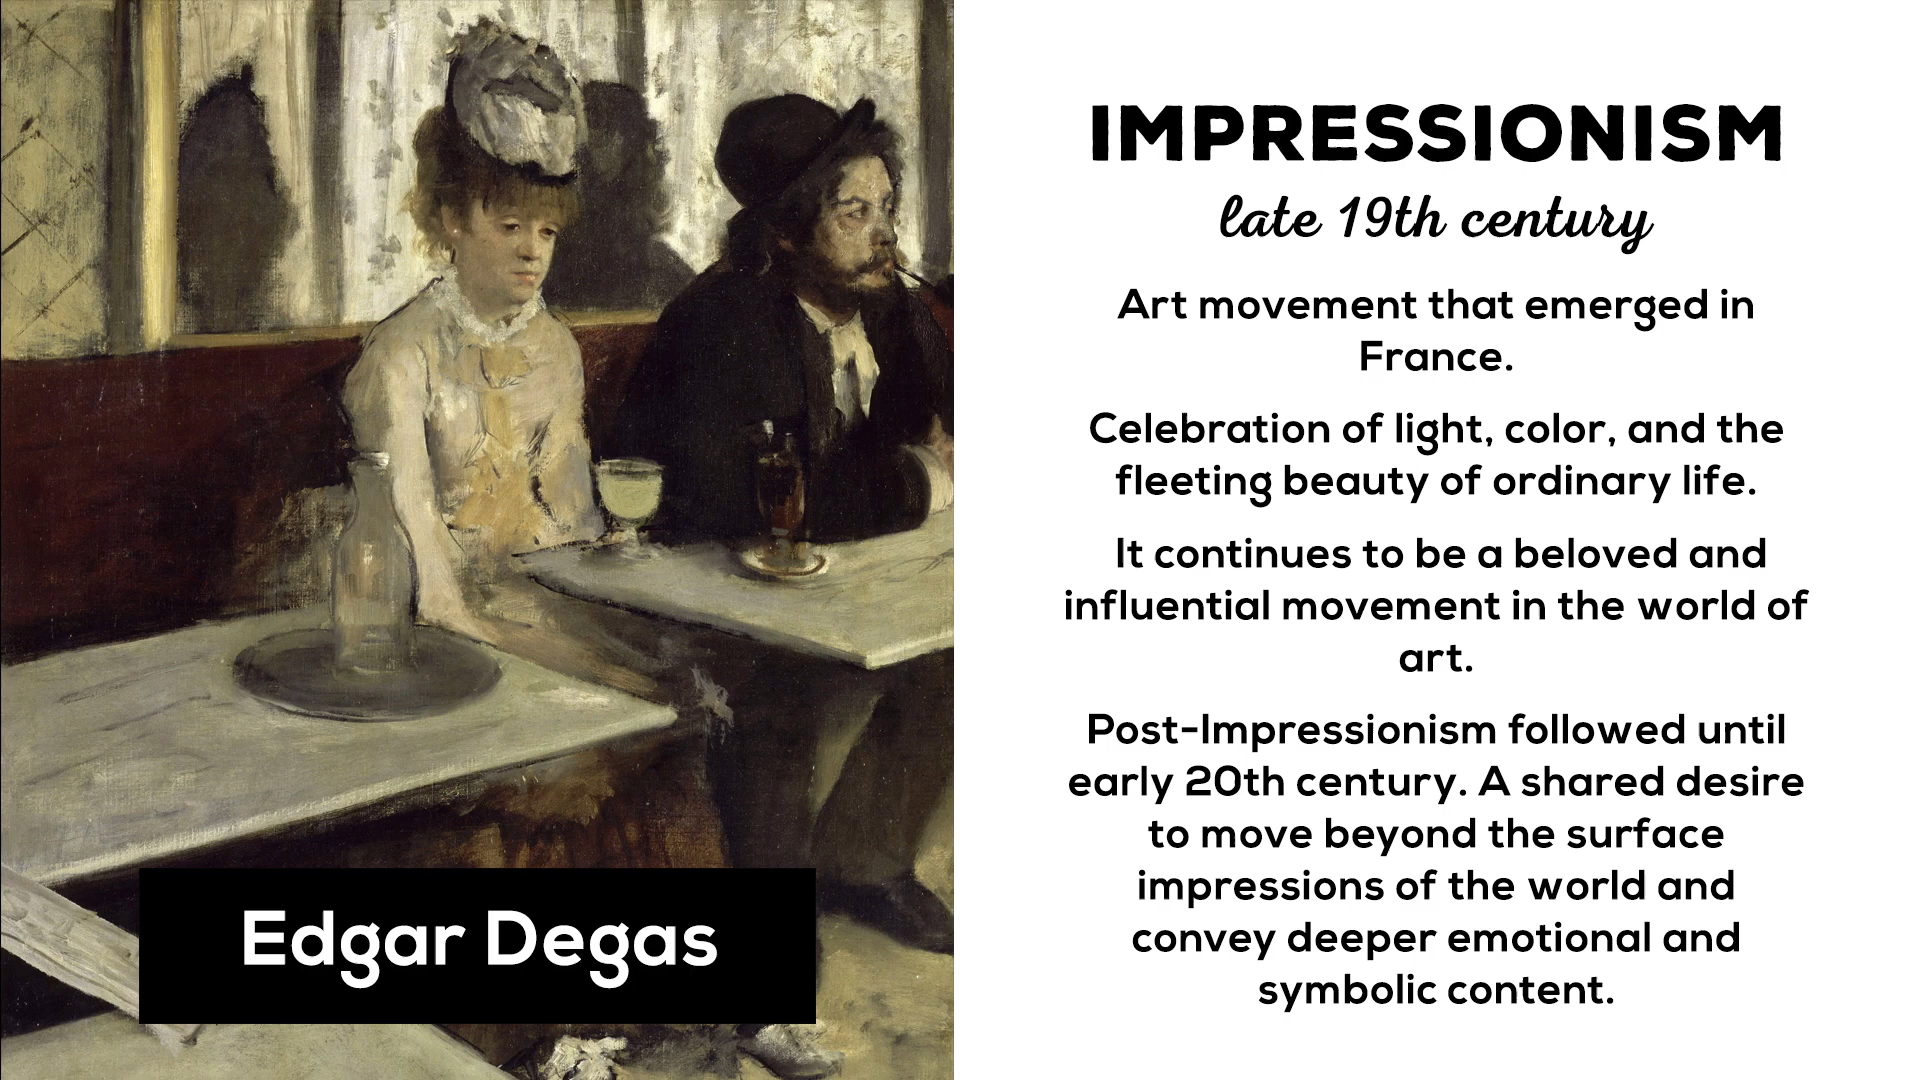 IMPRESSIONISM
late 19th century
Art movement that emerged in
France.
Celebration of light, color, and the
fleeting beauty of ordinary life.
It continues to be a beloved and
influential movement in the world of
art.
Post-Impressionism followed until
early 20th century. A shared desire
to move beyond the surface
impressions of the world and
convey deeper emotional and
symbolic content.
Edgar Degas